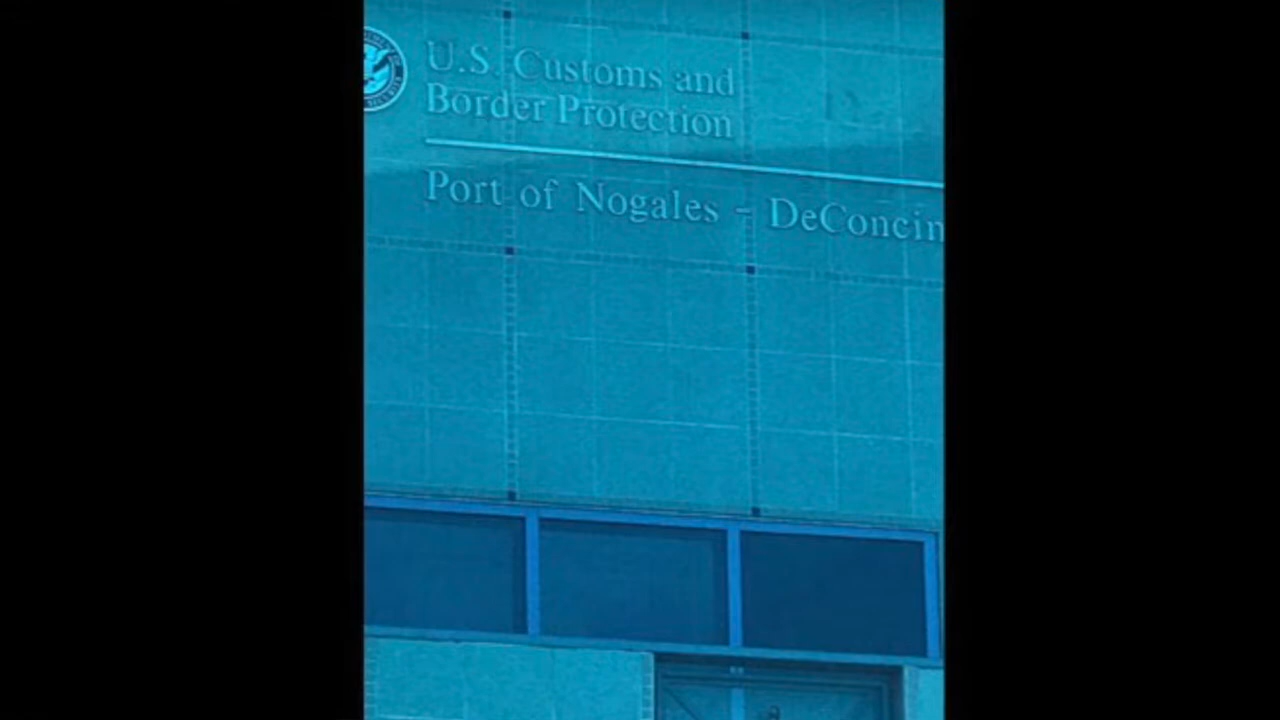 U.S. Customs and
Border Protection
Port of Nogales - DeConcin